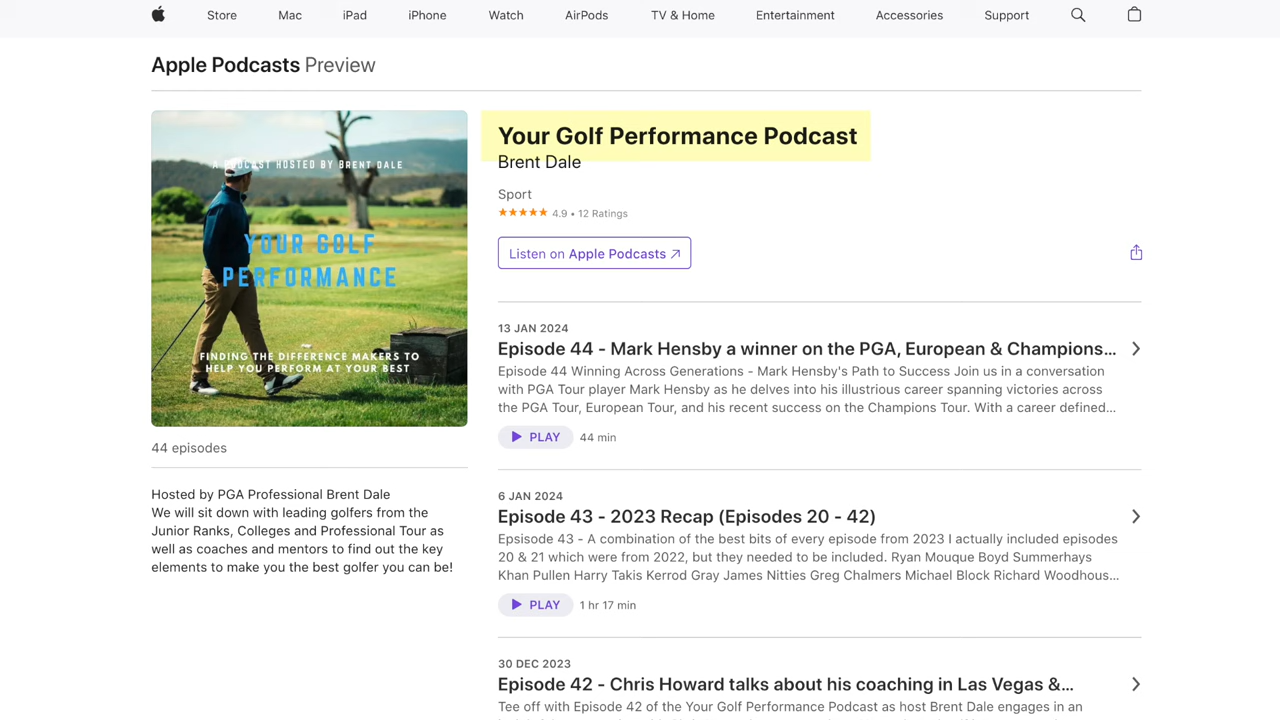 Store
Mac
iPad
iPhone
Watch
AirPods
TV & Home
Entertainment
Accessories
Support
Apple Podcasts Preview
A PODCAST HOSTED BY BRENT DALE
YOUR GOLF
PERFORMANCE
FINDING THE DIFFERENCE MAKERS TO
HELP YOU PERFORM AT YOUR BEST
44 episodes
Hosted by PGA Professional Brent Dale
We will sit down with leading golfers from the
Junior Ranks, Colleges and Professional Tour as
well as coaches and mentors to find out the key
elements to make you the best golfer you can be!
Your Golf Performance Podcast
Brent Dale
Sport
★★★★★ 4.9 • 12 Ratings
Listen on Apple Podcasts ↗
13 JAN 2024
Episode 44 - Mark Hensby a winner on the PGA, European & Champions...
Episode 44 Winning Across Generations - Mark Hensby's Path to Success Join us in a conversation
with PGA Tour player Mark Hensby as he delves into his illustrious career spanning victories across
the PGA Tour, European Tour, and his recent success on the Champions Tour. With a career defined...
PLAY 44 min
6 JAN 2024
Episode 43 - 2023 Recap (Episodes 20 - 42)
Epsisode 43 - A combination of the best bits of every episode from 2023 I actually included episodes
20 & 21 which were from 2022, but they needed to be included. Ryan Mouque Boyd Summerhays
Khan Pullen Harry Takis Kerrod Gray James Nitties Greg Chalmers Michael Block Richard Woodhous...
PLAY 1 hr 17 min
30 DEC 2023
Episode 42 - Chris Howard talks about his coaching in Las Vegas &...
Tee off with Episode 42 of the Your Golf Performance Podcast as host Brent Dale engages in an